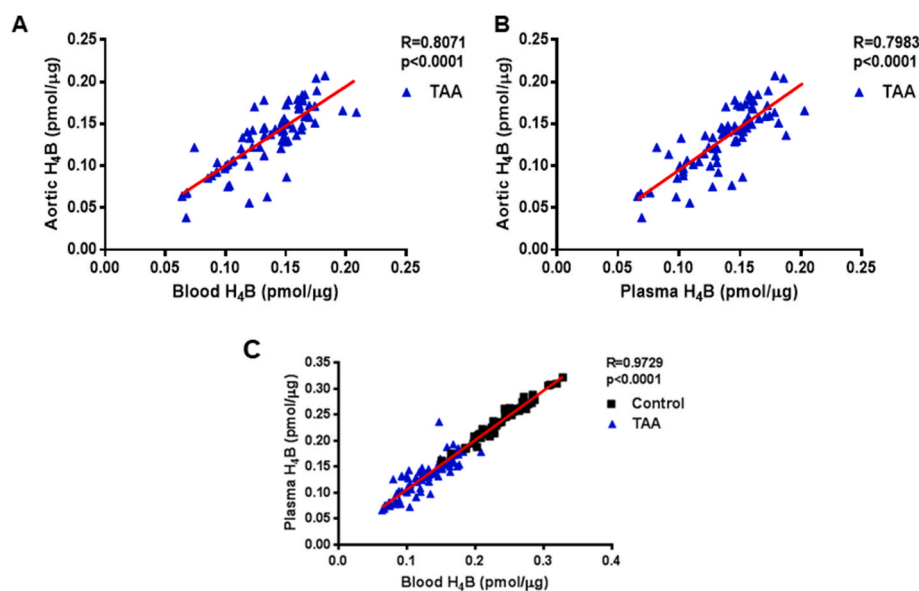 A
R=0.8071
p<0.0001
TAA
Aortic H₄B (pmol/µg)
0.25
0.20
0.15
0.10
0.05
0.00
0.00 0.05 0.10 0.15 0.20 0.25
Blood H₄B (pmol/µg)
B
R=0.7983
p<0.0001
TAA
Aortic H₄B (pmol/µg)
0.25
0.20
0.15
0.10
0.05
0.00
0.00 0.05 0.10 0.15 0.20 0.25
Plasma H₄B (pmol/µg)
C
R=0.9729
p<0.0001
Control
TAA
Plasma H₄B (pmol/µg)
0.35
0.30
0.25
0.20
0.15
0.10
0.05
0.00
0.0 0.1 0.2 0.3 0.4
Blood H₄B (pmol/µg)